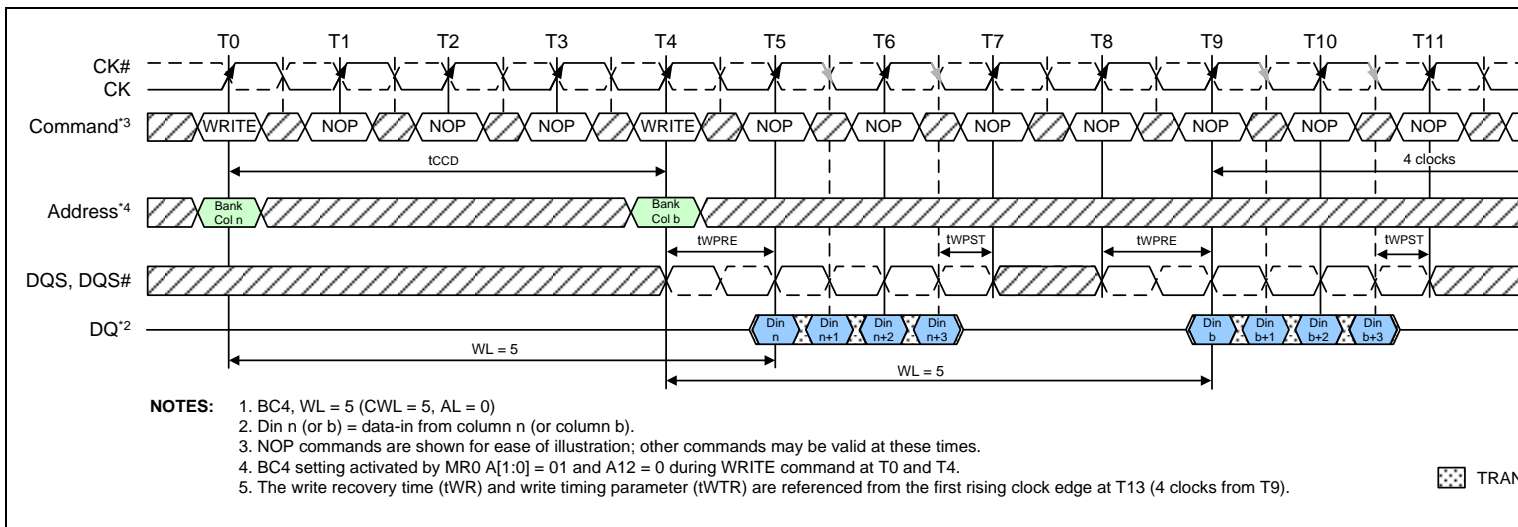 T0 T1 T2 T3 T4 T5 T6 T7 T8 T9 T10 T11
CK#
CK
Command*3 WRITE NOP NOP NOP WRITE NOP NOP NOP NOP NOP NOP NOP
tCCD 4 clocks
Address*4 Bank Col n Bank Col b
tWPRE tWPST tWPRE tWPST
DQS, DQS#
DQ*2 Din n Din n+1 Din n+2 Din n+3 Din b Din b+1 Din b+2 Din b+3
WL = 5
WL = 5
NOTES: 1. BC4, WL = 5 (CWL = 5, AL = 0)
2. Din n (or b) = data-in from column n (or column b).
3. NOP commands are shown for ease of illustration; other commands may be valid at these times.
4. BC4 setting activated by MR0 A[1:0] = 01 and A12 = 0 during WRITE command at T0 and T4.
5. The write recovery time (tWR) and write timing parameter (tWTR) are referenced from the first rising clock edge at T13 (4 clocks from T9).
TRAN